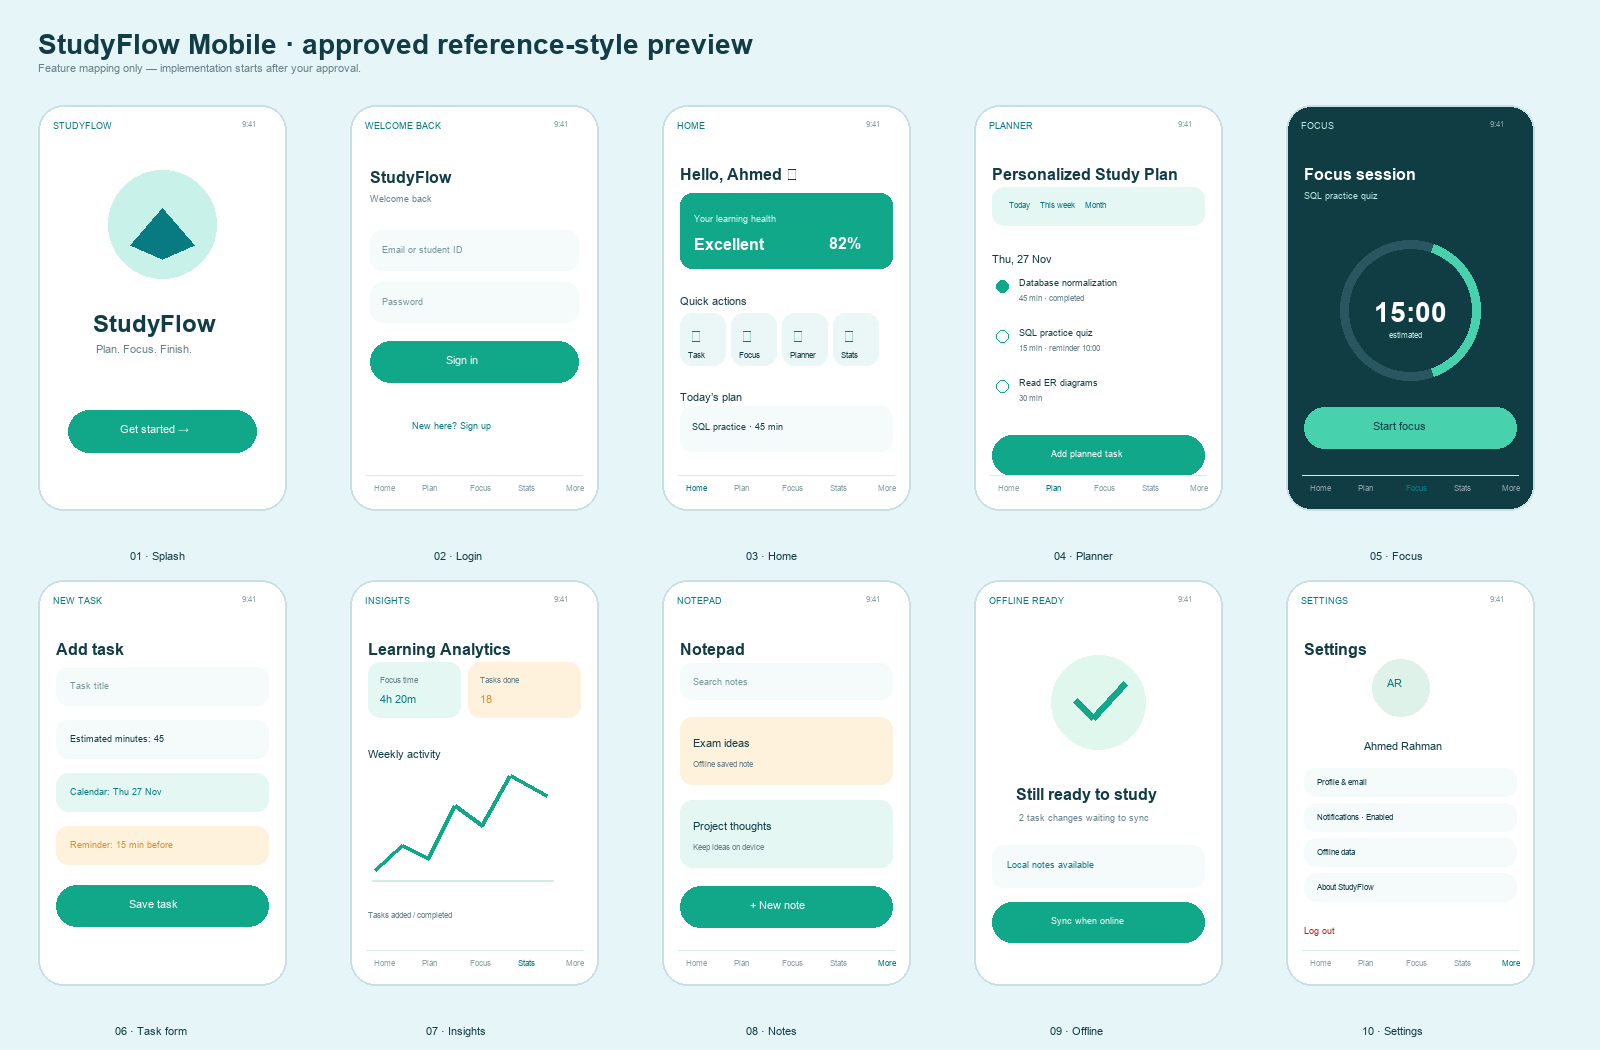 StudyFlow Mobile · approved reference-style preview
Feature mapping only — implementation starts after your approval.
STUDYFLOW 9:41
StudyFlow
Plan. Focus. Finish.
Get started →
01 · Splash
WELCOME BACK 9:41
StudyFlow
Welcome back
Email or student ID
Password
Sign in
New here? Sign up
Home Plan Focus Stats More
02 · Login
HOME 9:41
Hello, Ahmed
Your learning health
Excellent 82%
Quick actions
Task Focus Planner Stats
Today's plan
SQL practice · 45 min
Home Plan Focus Stats More
03 · Home
PLANNER 9:41
Personalized Study Plan
Today This week Month
Thu, 27 Nov
Database normalization
45 min · completed
SQL practice quiz
15 min · reminder 10:00
Read ER diagrams
30 min
Add planned task
Home Plan Focus Stats More
04 · Planner
FOCUS 9:41
Focus session
SQL practice quiz
15:00
estimated
Start focus
Home Plan Focus Stats More
05 · Focus
NEW TASK 9:41
Add task
Task title
Estimated minutes: 45
Calendar: Thu 27 Nov
Reminder: 15 min before
Save task
06 · Task form
INSIGHTS 9:41
Learning Analytics
Focus time Tasks done
4h 20m 18
Weekly activity
Tasks added / completed
Home Plan Focus Stats More
07 · Insights
NOTEPAD 9:41
Notepad
Search notes
Exam ideas
Offline saved note
Project thoughts
Keep ideas on device
+ New note
Home Plan Focus Stats More
08 · Notes
OFFLINE READY 9:41
Still ready to study
2 task changes waiting to sync
Local notes available
Sync when online
09 · Offline
SETTINGS 9:41
Settings
AR
Ahmed Rahman
Profile & email
Notifications · Enabled
Offline data
About StudyFlow
Log out
Home Plan Focus Stats More
10 · Settings